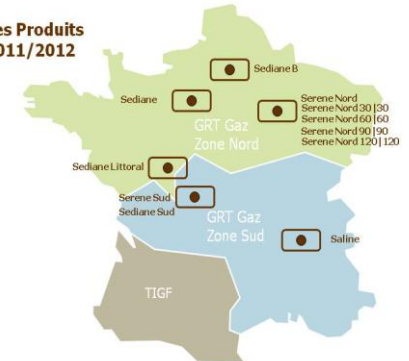 es Produits
011/2012
Sediane B
Sediane
Serene Nord
Serene Nord 30|30
Serene Nord 60|60
Serene Nord 90|90
Serene Nord 120|120
GRT Gaz
Zone Nord
Sediane Littoral
Serene Sud
Sediane Sud
GRT Gaz
Zone Sud
Saline
TIGF